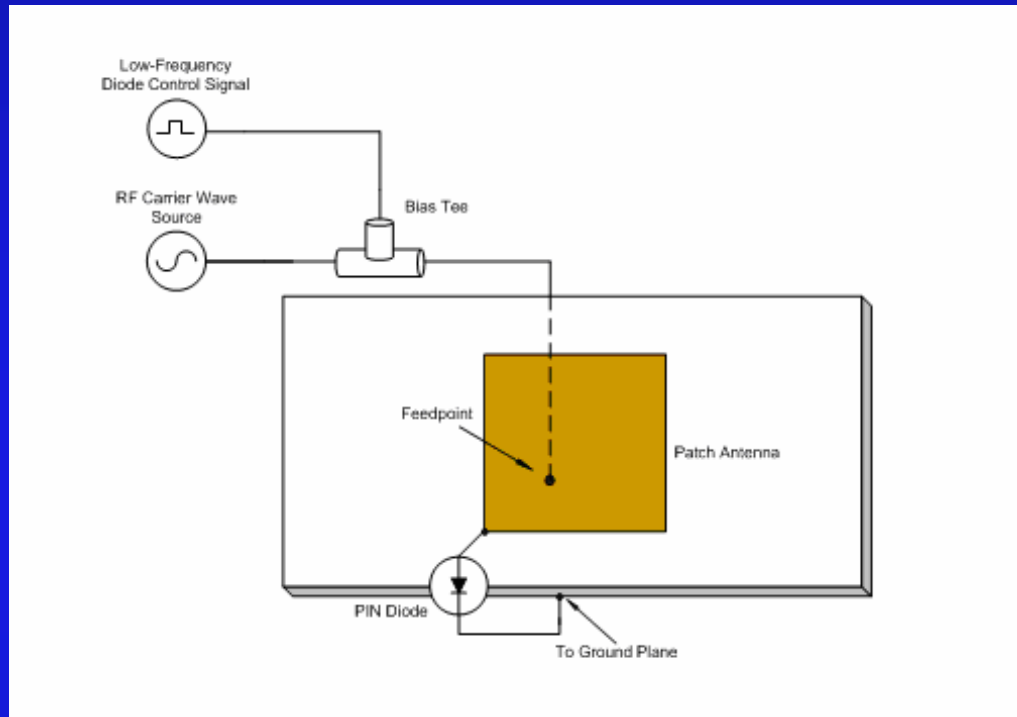 Low-Frequency
Diode Control Signal
RF Carrier Wave
Source
Bias Tee
Feedpoint
Patch Antenna
PIN Diode
To Ground Plane